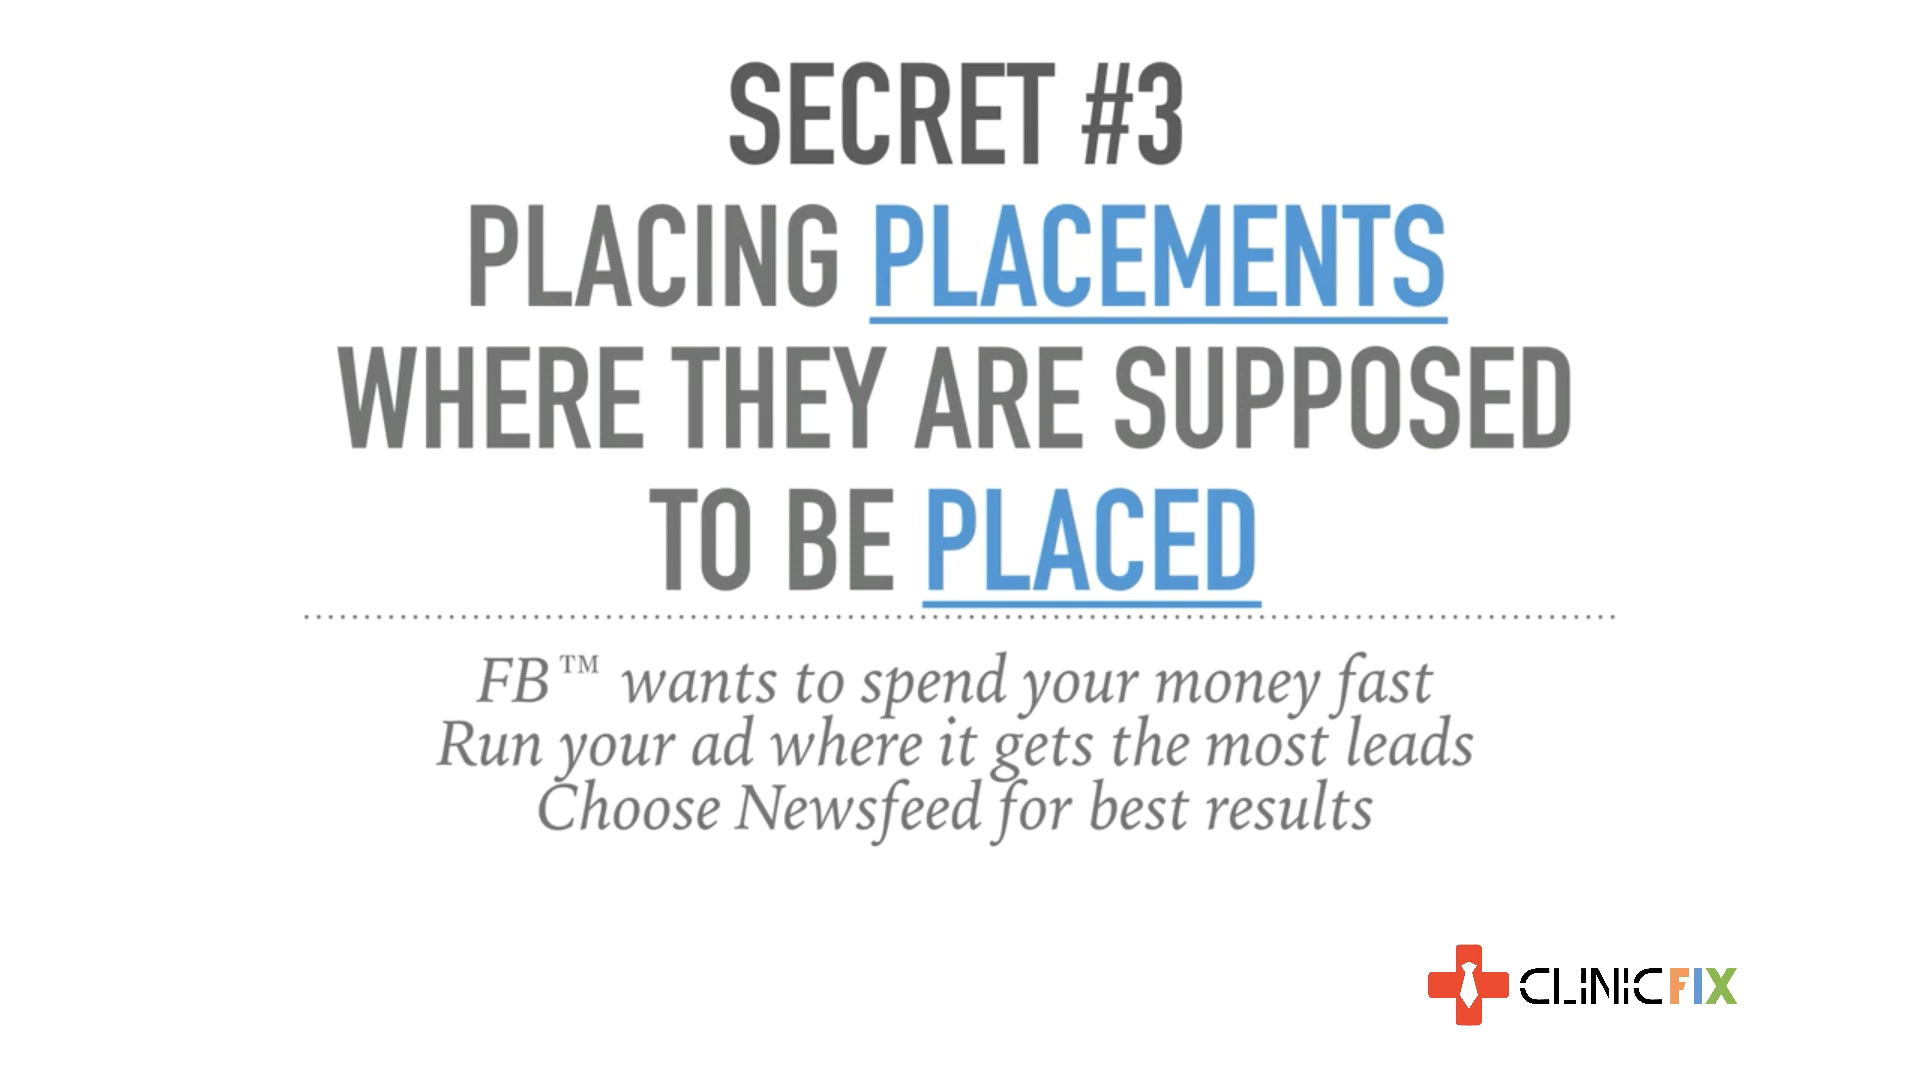 SECRET #3
PLACING PLACEMENTS
WHERE THEY ARE SUPPOSED
TO BE PLACED
FB™ wants to spend your money fast
Run your ad where it gets the most leads
Choose Newsfeed for best results
CLINICFIX